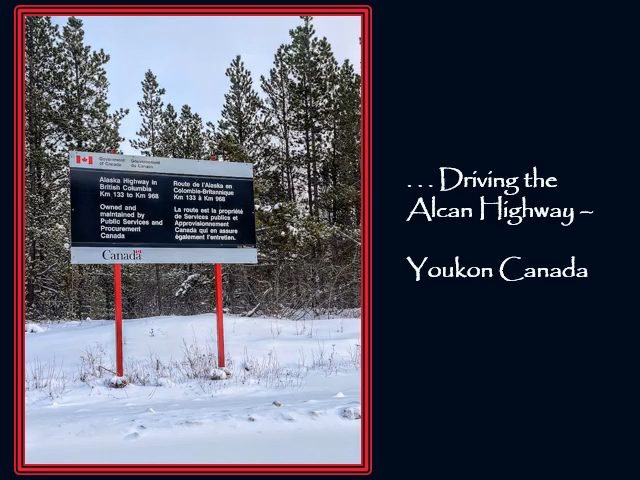 Government of Canada
Gouvernement du Canada
Alaska Highway in
British Columbia
Km 133 to Km 968
Owned and
maintained by
Public Services and
Procurement
Canada
Route de l'Alaska en
Colombie-Britannique
Km 133 à Km 968
La route est la propriété
de Services publics et
Approvisionnement
Canada qui en assure
également l'entretien.
Canada
. . . Driving the
Alcan Highway –
Youkon Canada